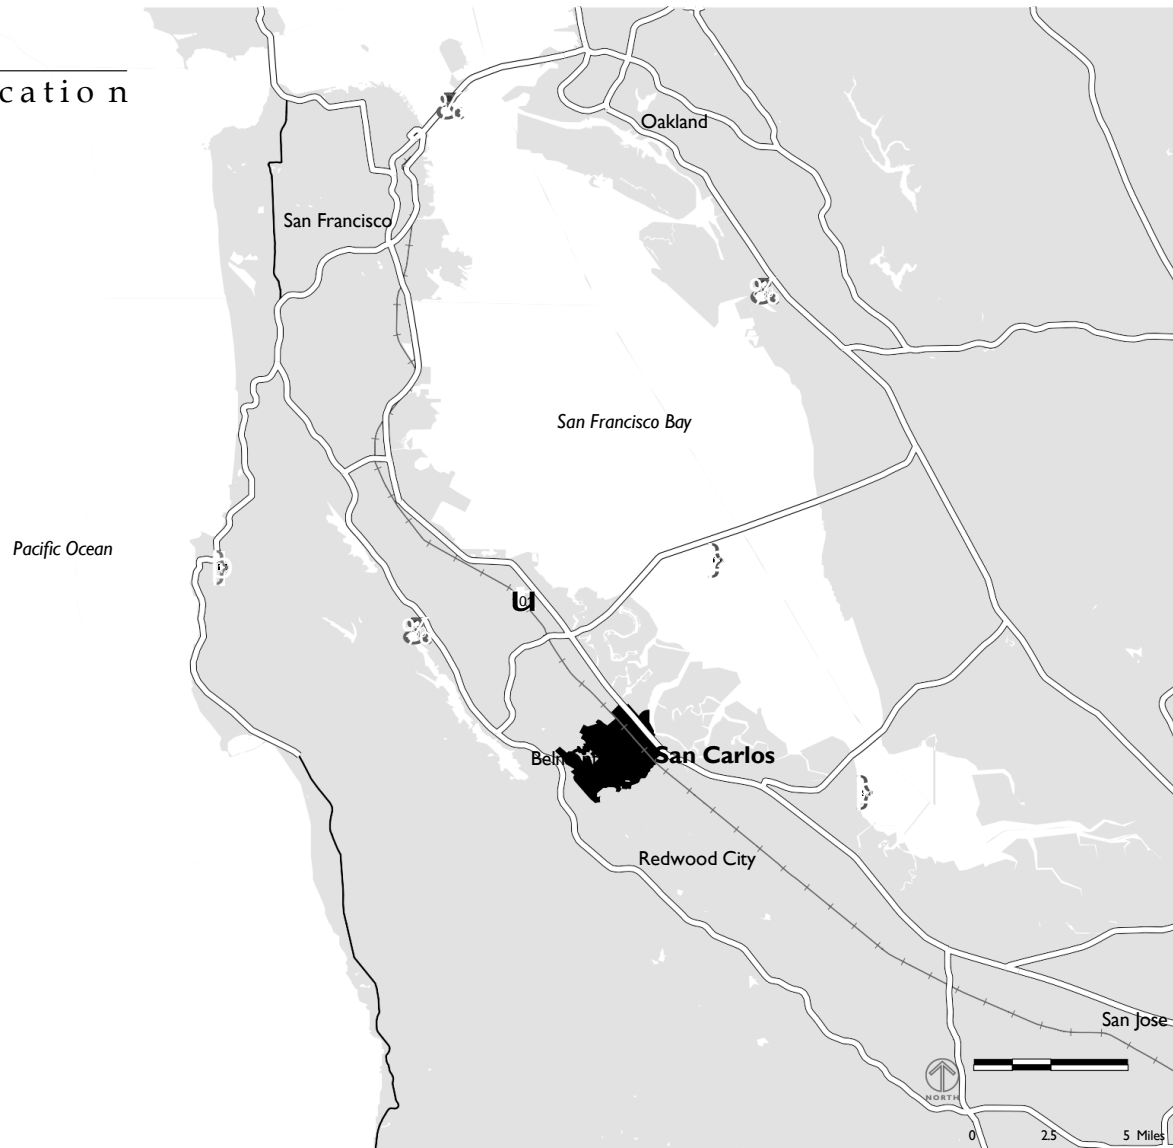 cation
Oakland
San Francisco
San Francisco Bay
Pacific Ocean
San Carlos
Redwood City
San Jose
NORTH
0 2.5 5 Miles